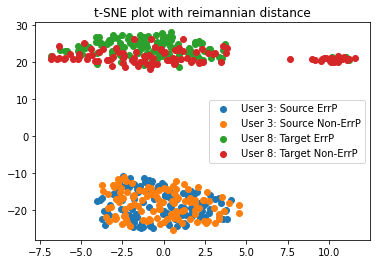 t-SNE plot with reimannian distance
30
20
10
0
−10
−20
−7.5 −5.0 −2.5 0.0 2.5 5.0 7.5 10.0
User 3: Source ErrP
User 3: Source Non-ErrP
User 8: Target ErrP
User 8: Target Non-ErrP